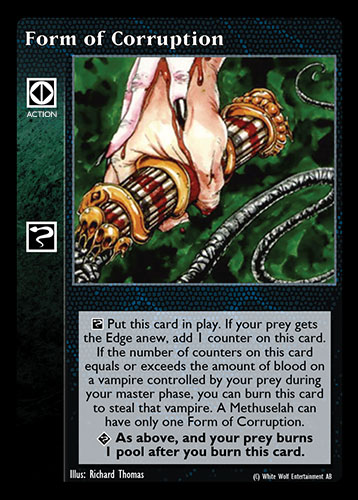 Form of Corruption
ACTION
Put this card in play. If your prey gets
the Edge anew, add 1 counter on this card.
If the number of counters on this card
equals or exceeds the amount of blood on
a vampire controlled by your prey during
your master phase, you can burn this card
to steal that vampire. A Methuselah can
have only one Form of Corruption.
As above, and your prey burns
1 pool after you burn this card.
Illus: Richard Thomas
(C) White Wolf Entertainment AB